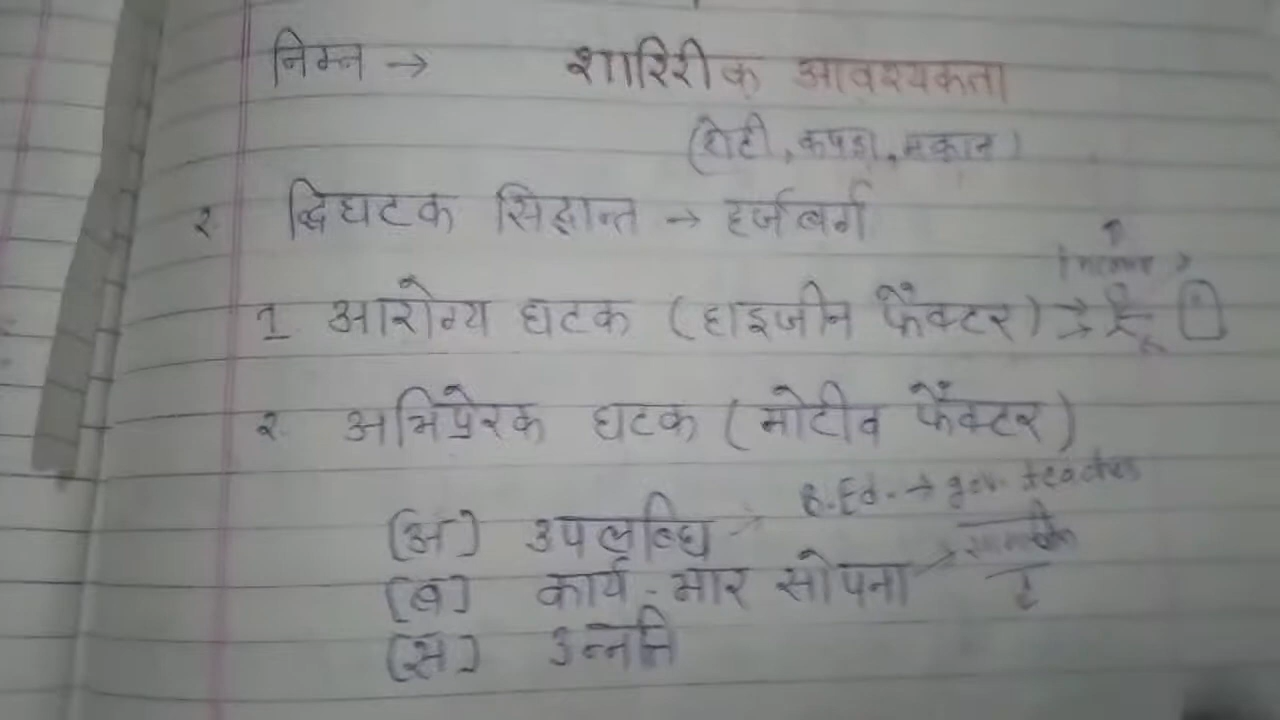 निम्न → शारिरीक आवश्यकता
(रोटी, कपड़ा, मकान)
२. द्विघटक सिद्धान्त → हर्जबर्ग
1 आरोग्य घटक (हाइजीन फैक्टर) →
२. अभिप्रेरक घटक (मोटीव फैक्टर)
B.Ed. → gov. teacher
(अ) उपलब्धि →
(ब) कार्य-भार सोपना →
(स) उन्नति